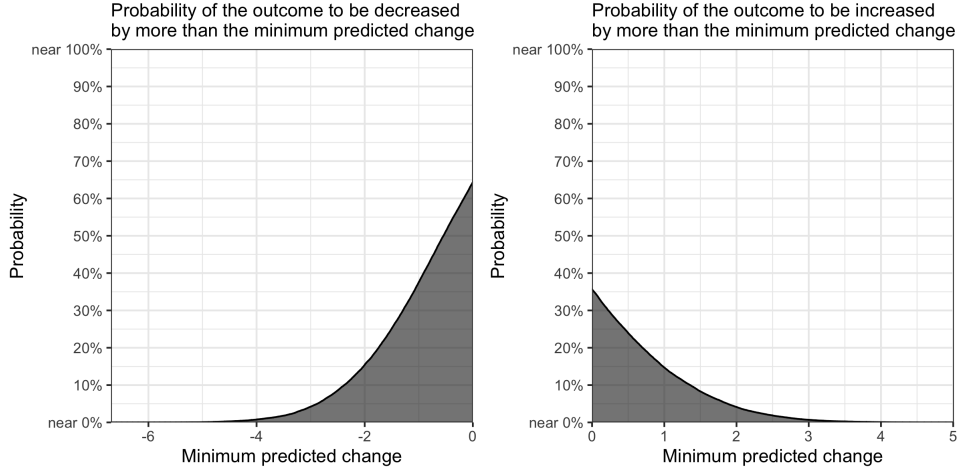 Probability of the outcome to be decreased
by more than the minimum predicted change
near 100%
90%
80%
70%
60%
50%
40%
30%
20%
10%
near 0%
Probability
-6
-4
-2
0
Minimum predicted change
Probability of the outcome to be increased
by more than the minimum predicted change
near 100%
90%
80%
70%
60%
50%
40%
30%
20%
10%
near 0%
Probability
0
1
2
3
4
5
Minimum predicted change